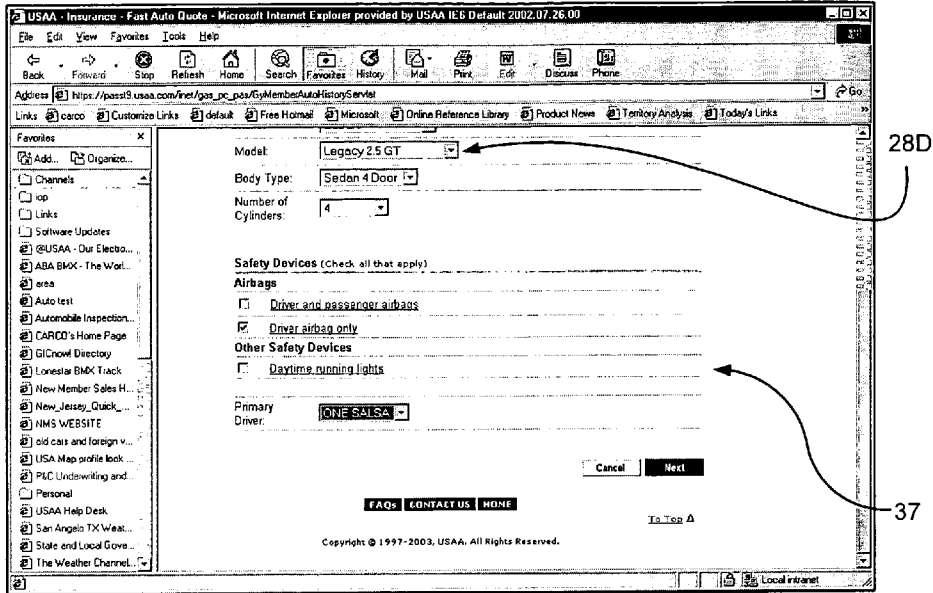 USAA - Insurance - Fast Auto Quote - Microsoft Internet Explorer provided by USAA IE6 Default 2002.07.26.00
File Edit View Favorites Tools Help
Back Forward Stop Refresh Home Search Favorites History Mail Print Edit Discuss Phone
Address https://passt9.usaa.com/inet/gas_pc_pas/GyMemberAutoHistoryServlet Go
Links carco Customize Links default Free Hotmail Microsoft Online Reference Library Product News Territory Analysis Today's Links »
Favorites ×
Add... Organize...
Channels
iop
Links
Software Updates
@USAA - Our Electro...
ABA BMX - The Worl...
area
Auto test
Automobile Inspection...
CARCO's Home Page
GICnowl Directory
Lonestar BMX Track
New Member Sales H...
New_Jersey_Quick_...
NMS WEBSITE
old cars and foreign v...
USA Map profile look ...
P&C Underwriting and...
Personal
USAA Help Desk
San Angelo TX Weat...
State and Local Gove...
The Weather Channel...
Model: Legacy 2.5 GT
28D
Body Type: Sedan 4 Door
Number of
Cylinders: 4
Safety Devices (Check all that apply)
Airbags
Driver and passenger airbags
Driver airbag only
Other Safety Devices
Daytime running lights
Primary
Driver: ONE SALSA
Cancel Next
37
FAQs CONTACT US HOME
To Top
Copyright © 1997-2003, USAA. All Rights Reserved.
Local intranet